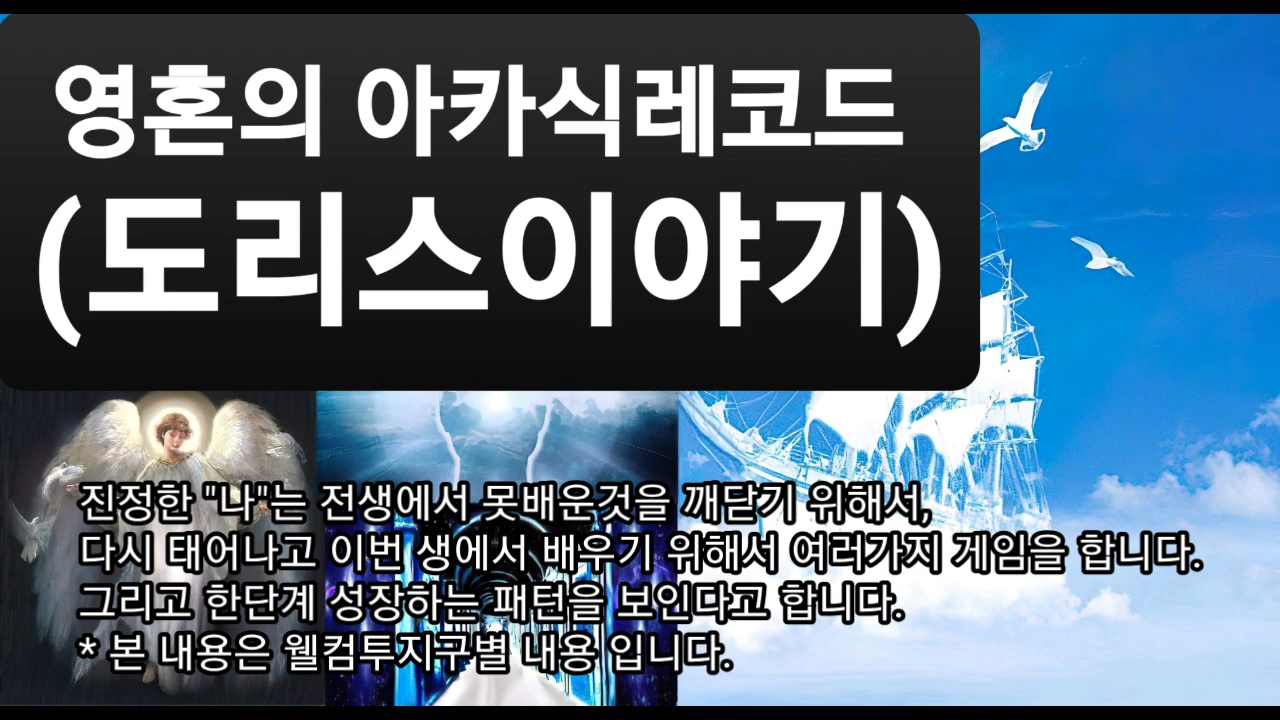 영혼의 아카식레코드
(도리스이야기)
진정한 "나"는 전생에서 못배운것을 깨닫기 위해서,
다시 태어나고 이번 생에서 배우기 위해서 여러가지 게임을 합니다.
그리고 한단계 성장하는 패턴을 보인다고 합니다.
* 본 내용은 웰컴투지구별 내용 입니다.